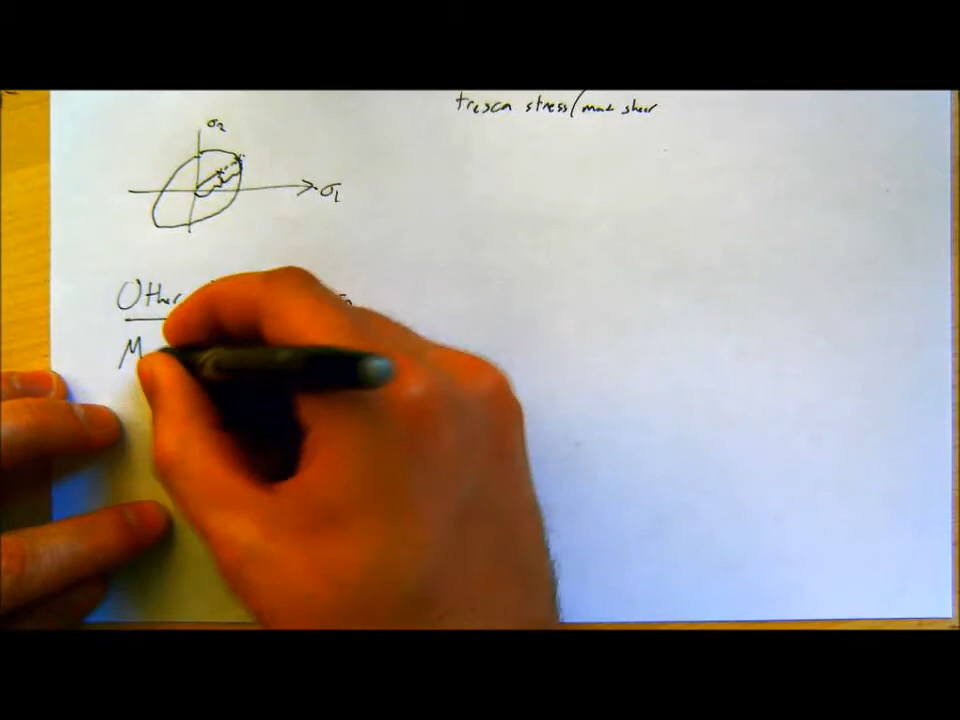 tresca stress/max shear
σ2
σ1
Other
M